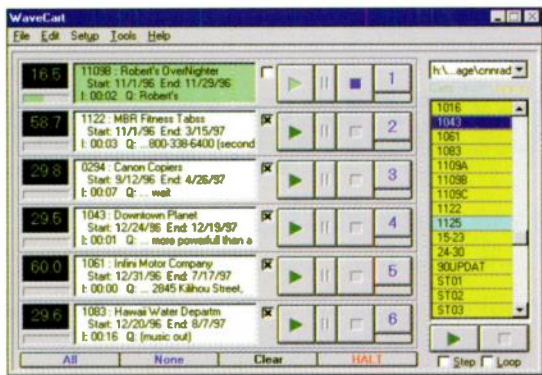 WaveCart
File Edit Setup Tools Help
16.5
1109B : Robert's OverNighter
Start: 11/1/96 End: 11/29/96
I: 00:02 Q: Robert's
1
58.7
1122 : MBR Fitness Tabss
Start: 11/1/96 End: 3/15/97
I: 00:03 Q: ...800-338-6400 (second
2
29.8
0294 : Canon Copiers
Start: 9/12/96 End: 4/26/97
I: 00:07 Q: ... wait
3
29.5
1043 : Downtown Planet
Start: 12/24/96 End: 12/19/97
I: 00:01 Q: ... more powerfull than a
4
60.0
1061 : Infini Motor Company
Start: 12/31/96 End: 7/17/97
I: 00:00 Q: ... 2845 Kilihou Street,
5
29.6
1083 : Hawaii Water Departm
Start: 12/20/96 End: 8/7/97
I: 00:16 Q: (music out)
6
All None Clear HALT
h:\...age\cnnrad
1016
1043
1061
1083
1109A
1109B
1109C
1122
1125
15-23
24-30
90UPDAT
ST01
ST02
ST03
Step Loop